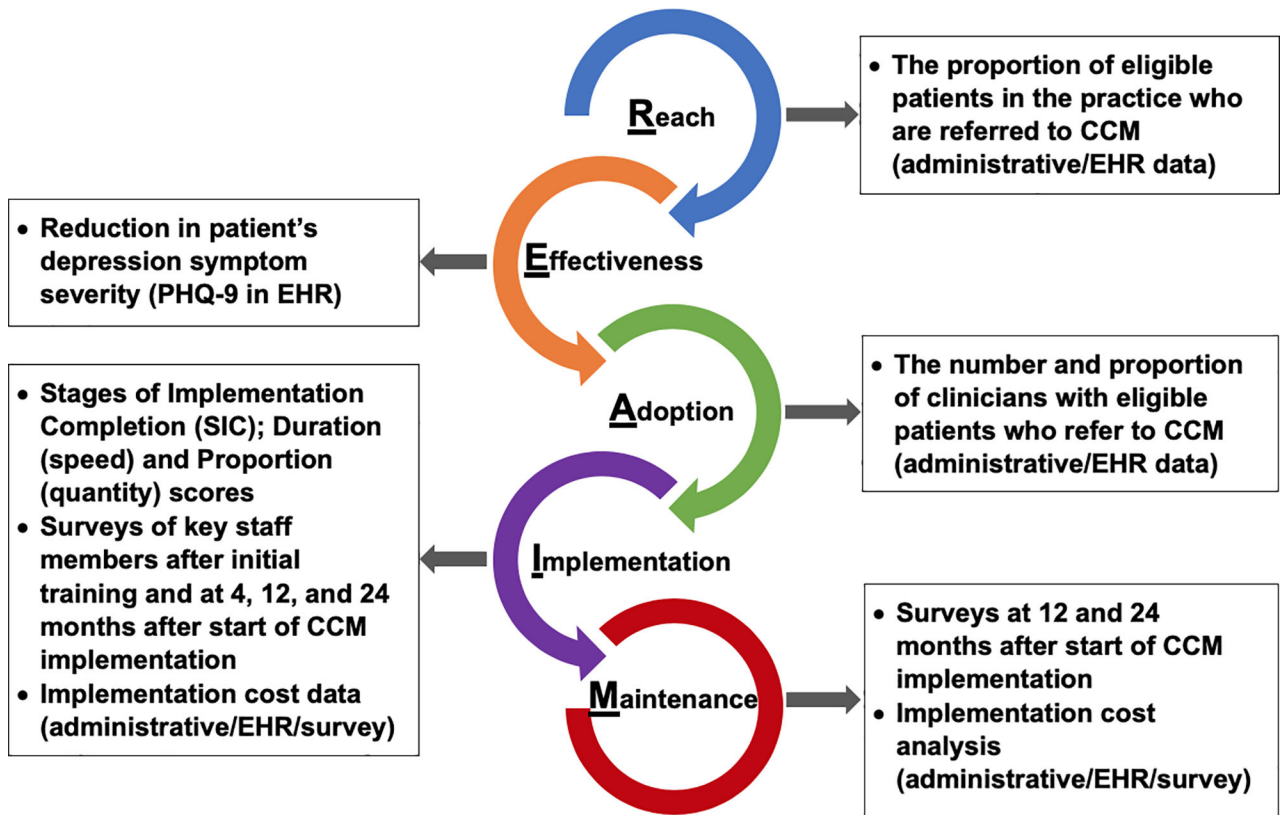 Reach
• The proportion of eligible
patients in the practice who
are referred to CCM
(administrative/EHR data)
Effectiveness
• Reduction in patient’s
depression symptom
severity (PHQ-9 in EHR)
Adoption
• The number and proportion
of clinicians with eligible
patients who refer to CCM
(administrative/EHR data)
Implementation
• Stages of Implementation
Completion (SIC); Duration
(speed) and Proportion
(quantity) scores
• Surveys of key staff
members after initial
training and at 4, 12, and 24
months after start of CCM
implementation
• Implementation cost data
(administrative/EHR/survey)
Maintenance
• Surveys at 12 and 24
months after start of CCM
implementation
• Implementation cost
analysis
(administrative/EHR/survey)